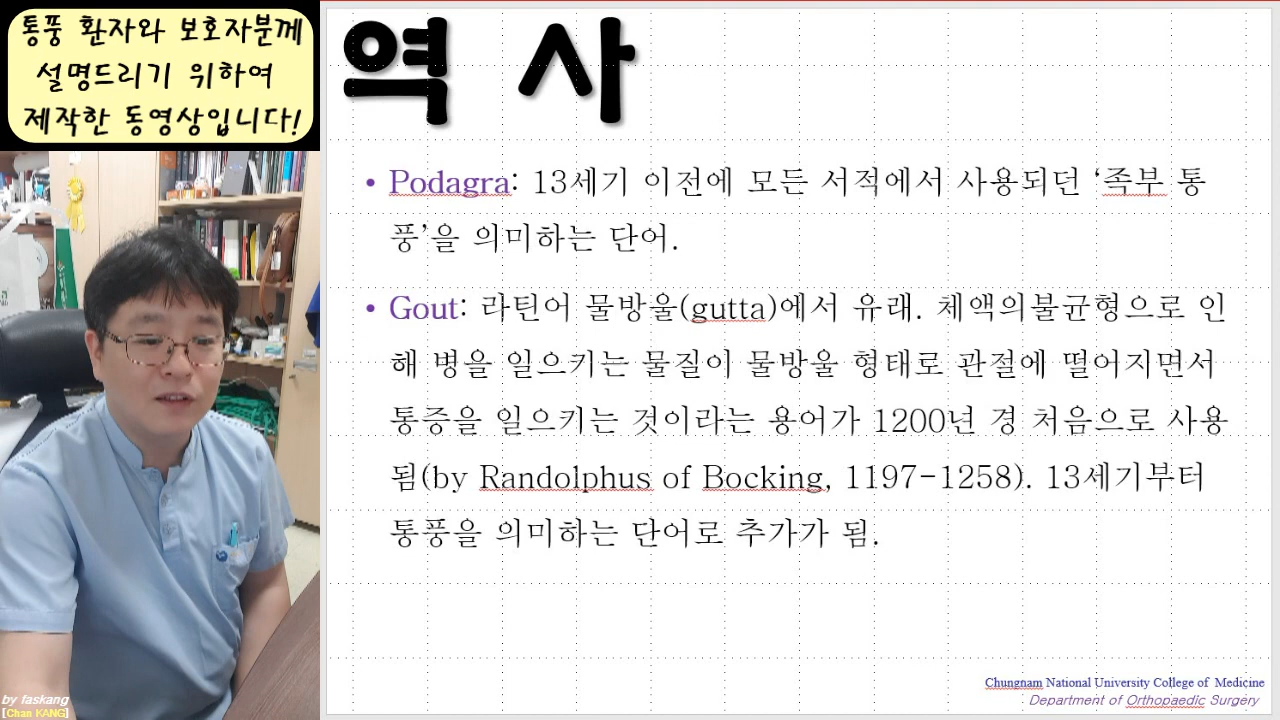 통풍 환자와 보호자분께
설명드리기 위하여
제작한 동영상입니다!
역 사
• Podagra: 13세기 이전에 모든 서적에서 사용되던 ‘족부 통
풍’을 의미하는 단어.
• Gout: 라틴어 물방울(gutta)에서 유래. 체액의불균형으로 인
해 병을 일으키는 물질이 물방울 형태로 관절에 떨어지면서
통증을 일으키는 것이라는 용어가 1200년 경 처음으로 사용
됨(by Randolphus of Bocking, 1197-1258). 13세기부터
통풍을 의미하는 단어로 추가가 됨.
Chungnam National University College of Medicine
Department of Orthopaedic Surgery
by faskang
[Chan KANG]